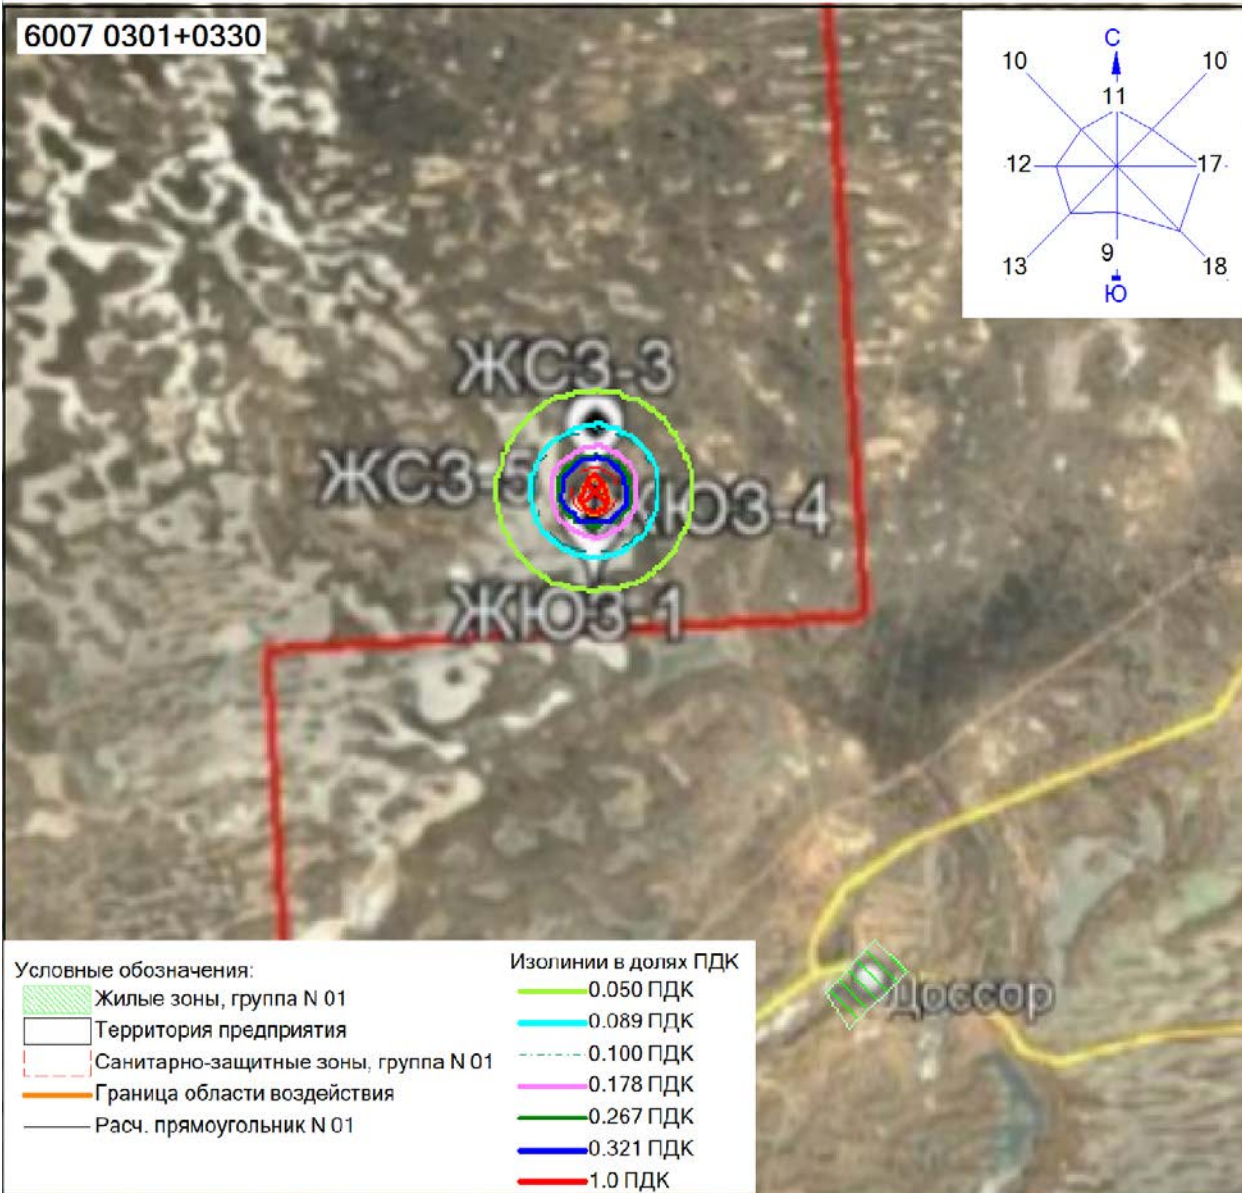 6007 0301+0330
С
10
10
11
12
17
13
9
18
Ю
ЖСЗ-3
ЖСЗ-5
ЖЮЗ-4
ЖЮЗ-1
Доссор
Условные обозначения:
Жилые зоны, группа N 01
Территория предприятия
Санитарно-защитные зоны, группа N 01
Граница области воздействия
Расч. прямоугольник N 01
Изолинии в долях ПДК
0.050 ПДК
0.089 ПДК
0.100 ПДК
0.178 ПДК
0.267 ПДК
0.321 ПДК
1.0 ПДК